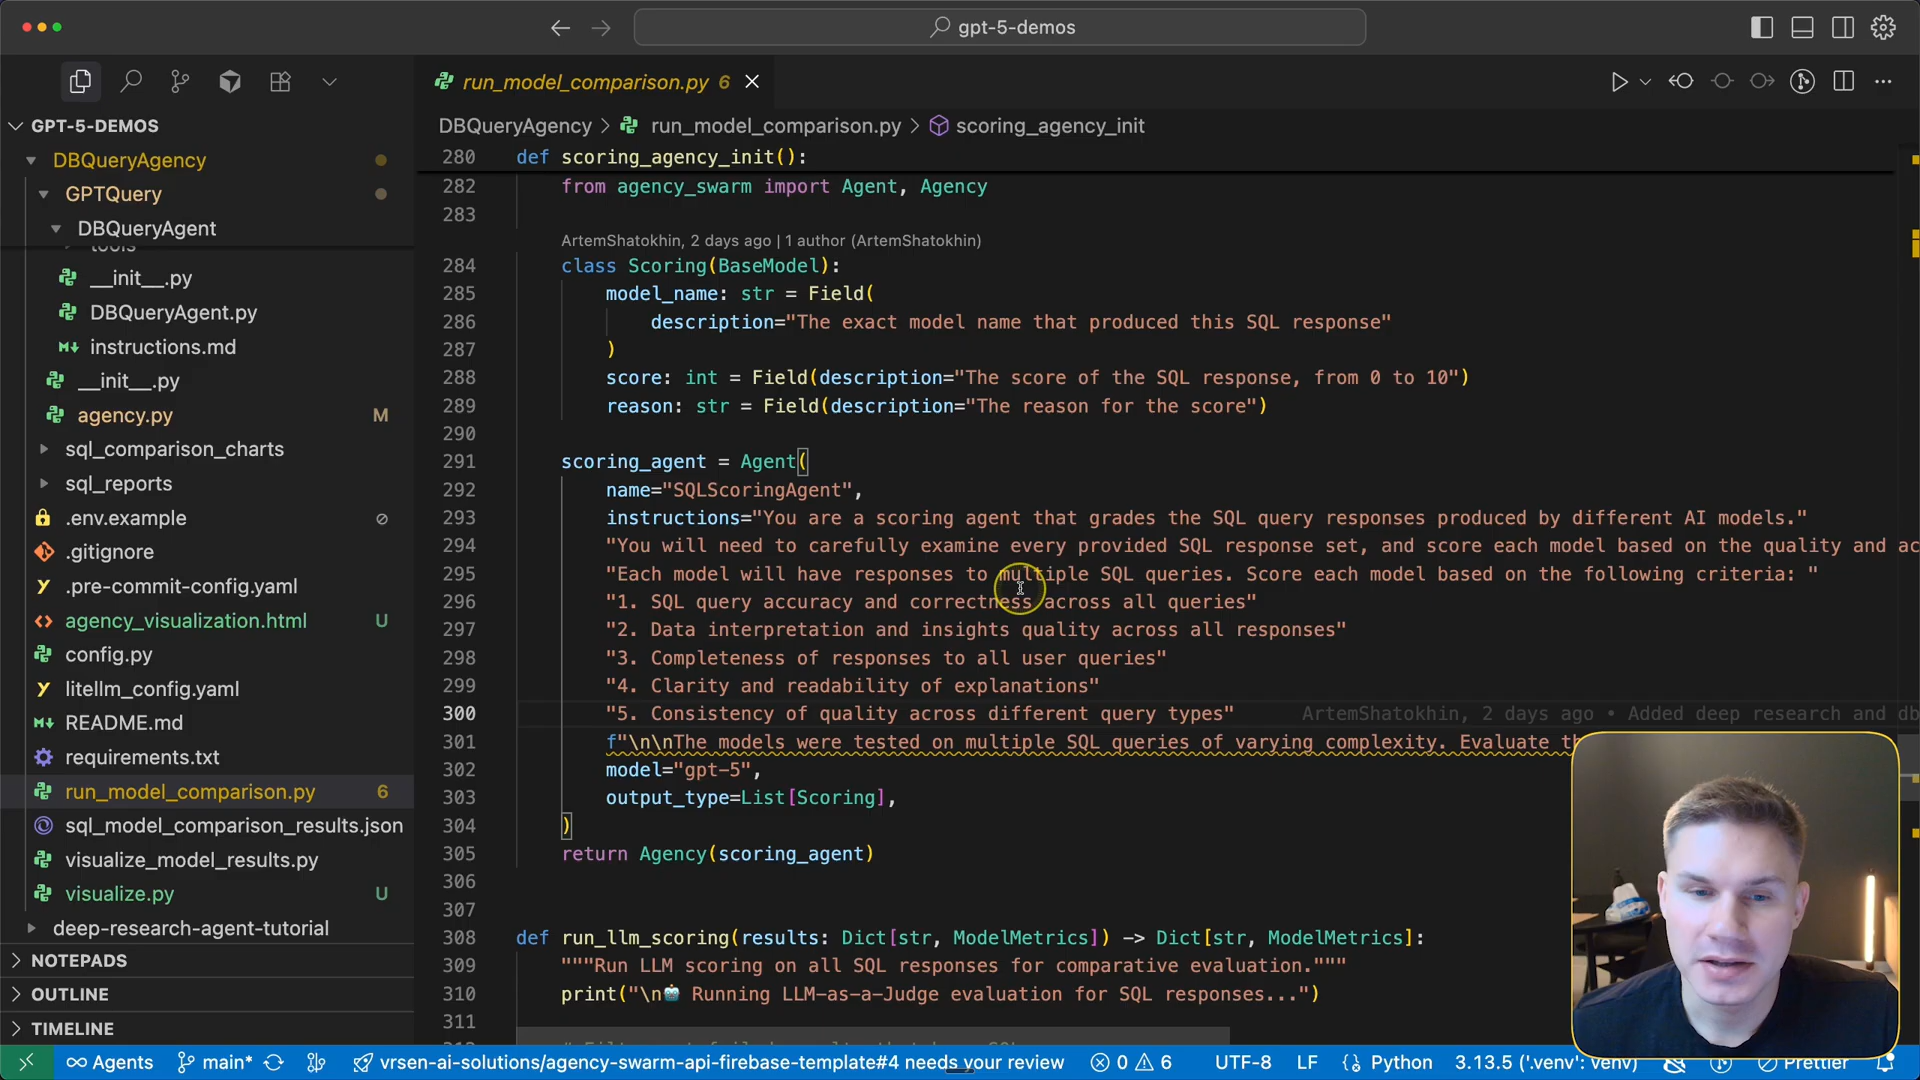 gpt-5-demos
run_model_comparison.py 6
GPT-5-DEMOS
DBQueryAgency
GPTQuery
DBQueryAgent
tools
__init__.py
DBQueryAgent.py
instructions.md
__init__.py
agency.py M
sql_comparison_charts
sql_reports
.env.example
.gitignore
.pre-commit-config.yaml
agency_visualization.html U
config.py
litellm_config.yaml
README.md
requirements.txt
run_model_comparison.py 6
sql_model_comparison_results.json
visualize_model_results.py
visualize.py U
deep-research-agent-tutorial
NOTEPADS
OUTLINE
TIMELINE
DBQueryAgency > run_model_comparison.py > scoring_agency_init
280 def scoring_agency_init():
282 from agency_swarm import Agent, Agency
283
ArtemShatokhin, 2 days ago | 1 author (ArtemShatokhin)
284 class Scoring(BaseModel):
285 model_name: str = Field(
286 description="The exact model name that produced this SQL response"
287 )
288 score: int = Field(description="The score of the SQL response, from 0 to 10")
289 reason: str = Field(description="The reason for the score")
290
291 scoring_agent = Agent(
292 name="SQLScoringAgent",
293 instructions="You are a scoring agent that grades the SQL query responses produced by different AI models."
294 "You will need to carefully examine every provided SQL response set, and score each model based on the quality and ac
295 "Each model will have responses to multiple SQL queries. Score each model based on the following criteria: "
296 "1. SQL query accuracy and correctness across all queries"
297 "2. Data interpretation and insights quality across all responses"
298 "3. Completeness of responses to all user queries"
299 "4. Clarity and readability of explanations"
300 "5. Consistency of quality across different query types" ArtemShatokhin, 2 days ago • Added deep research and db
301 f"\n\nThe models were tested on multiple SQL queries of varying complexity. Evaluate th
302 model="gpt-5",
303 output_type=List[Scoring],
304 )
305 return Agency(scoring_agent)
306
307
308 def run_llm_scoring(results: Dict[str, ModelMetrics]) -> Dict[str, ModelMetrics]:
309 """Run LLM scoring on all SQL responses for comparative evaluation."""
310 print("\n🤖 Running LLM-as-a-Judge evaluation for SQL responses...")
311
Agents main* vrsen-ai-solutions/agency-swarm-api-firebase-template#4 needs your review 0 6 UTF-8 LF {} Python 3.13.5 ('.venv': venv) Prettier